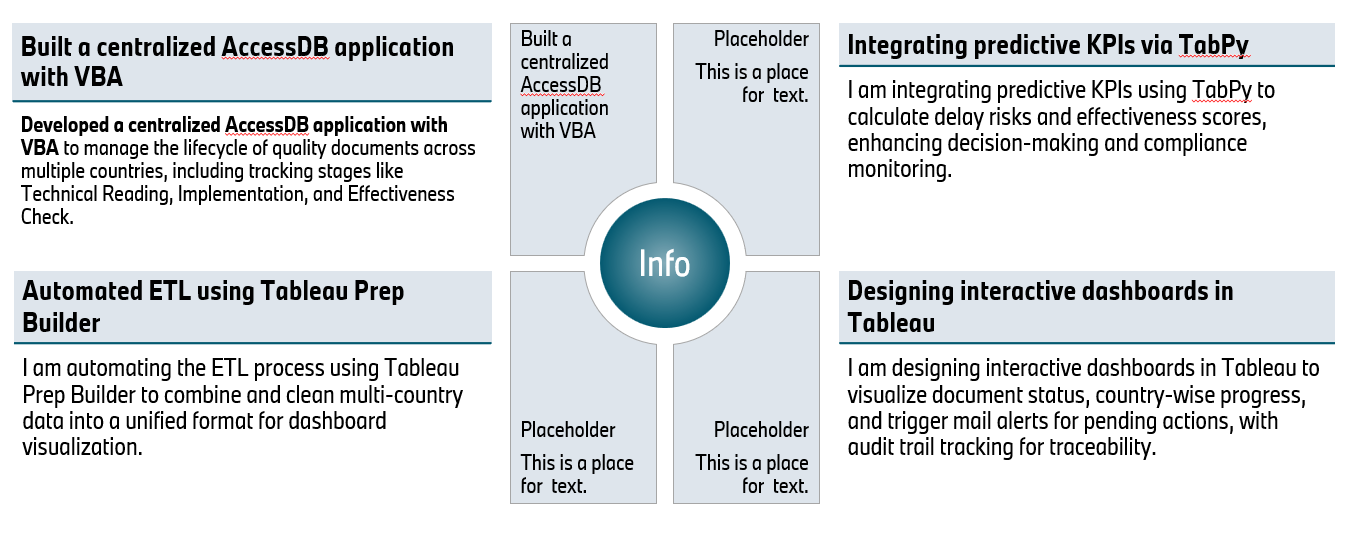 Built a centralized AccessDB application
with VBA
Developed a centralized AccessDB application with
VBA to manage the lifecycle of quality documents across
multiple countries, including tracking stages like
Technical Reading, Implementation, and Effectiveness
Check.
Automated ETL using Tableau Prep
Builder
I am automating the ETL process using Tableau
Prep Builder to combine and clean multi-country
data into a unified format for dashboard
visualization.
Built a
centralized
AccessDB
application
with VBA
Placeholder
This is a place
for text.
Info
Placeholder
This is a place
for text.
Placeholder
This is a place
for text.
Integrating predictive KPIs via TabPy
I am integrating predictive KPIs using TabPy to
calculate delay risks and effectiveness scores,
enhancing decision-making and compliance
monitoring.
Designing interactive dashboards in
Tableau
I am designing interactive dashboards in Tableau to
visualize document status, country-wise progress,
and trigger mail alerts for pending actions, with
audit trail tracking for traceability.